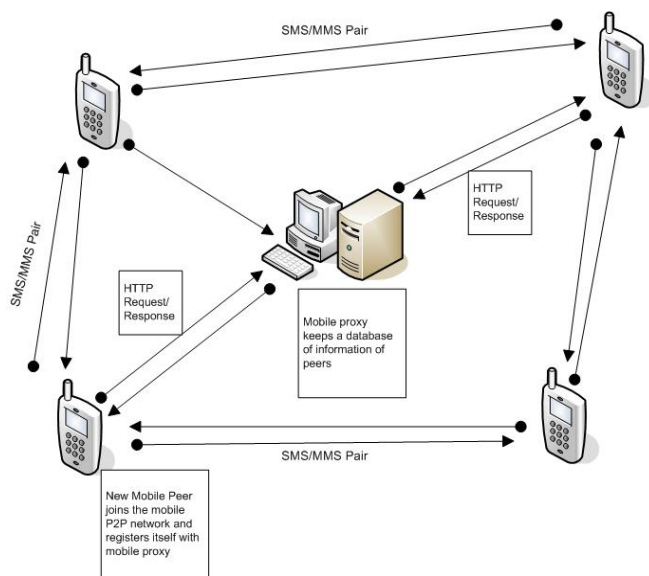 SMS/MMS Pair
HTTP
Request/
Response
SMS/MMS Pair
HTTP
Request/
Response
Mobile proxy
keeps a database
of information of
peers
SMS/MMS Pair
New Mobile Peer
joins the mobile
P2P network and
registers itself with
mobile proxy